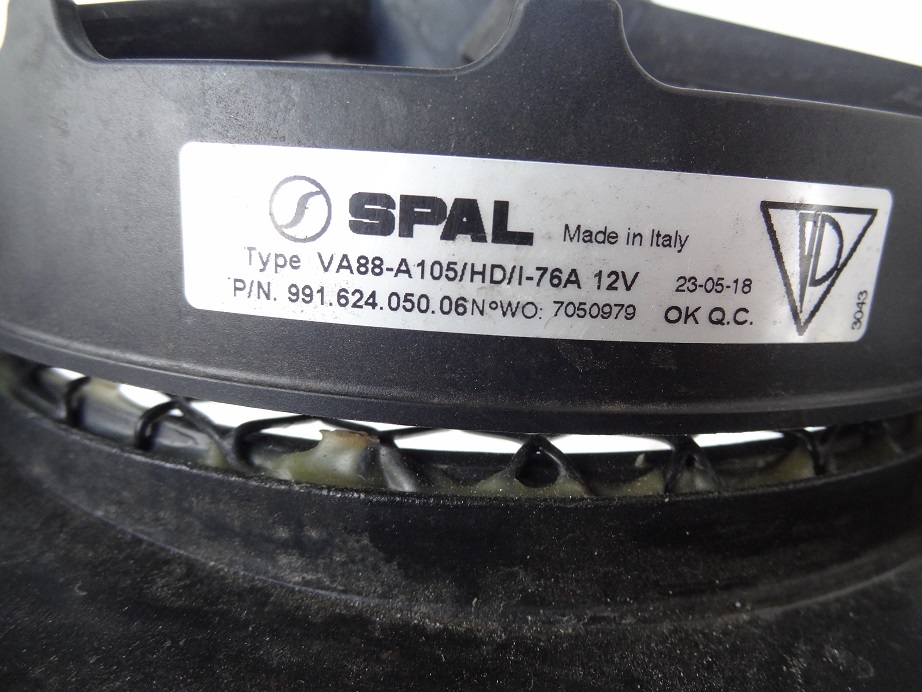 SPAL Made in Italy
Type VA88-A105/HD/I-76A 12V 23-05-18
P/N. 991.624.050.06 N°WO: 7050979 OK Q.C.
3043